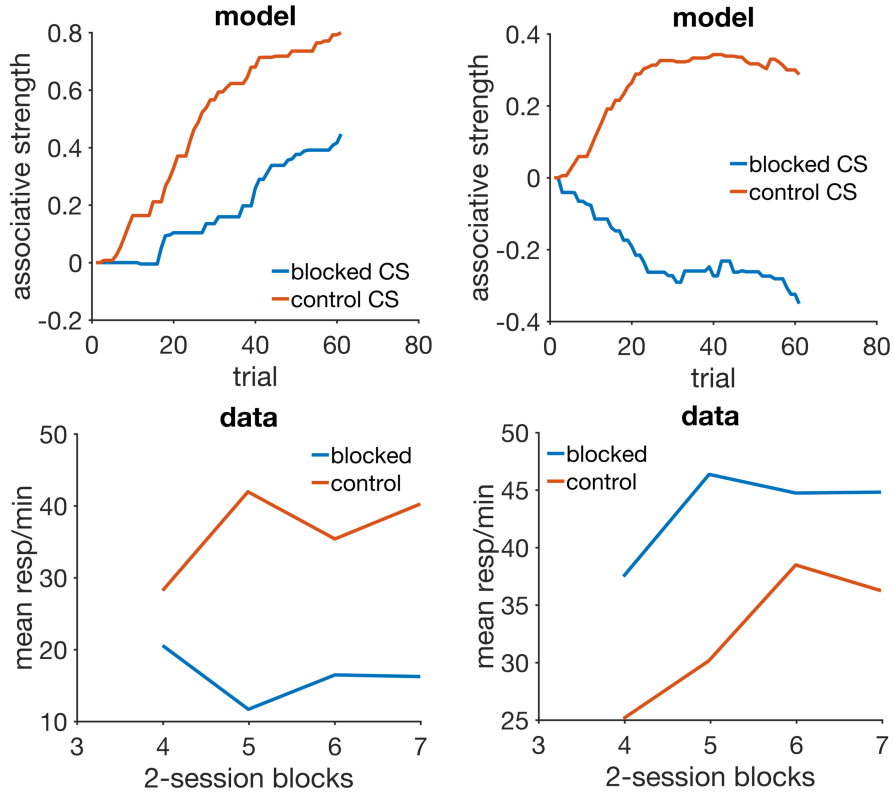 model
associative strength
0.8
0.6
0.4
0.2
0
-0.2
blocked CS
control CS
0
20
40
60
80
trial
model
associative strength
0.4
0.2
0
-0.2
-0.4
blocked CS
control CS
0
20
40
60
80
trial
data
mean resp/min
50
40
30
20
10
blocked
control
3
4
5
6
7
2-session blocks
data
mean resp/min
50
45
40
35
30
25
blocked
control
3
4
5
6
7
2-session blocks